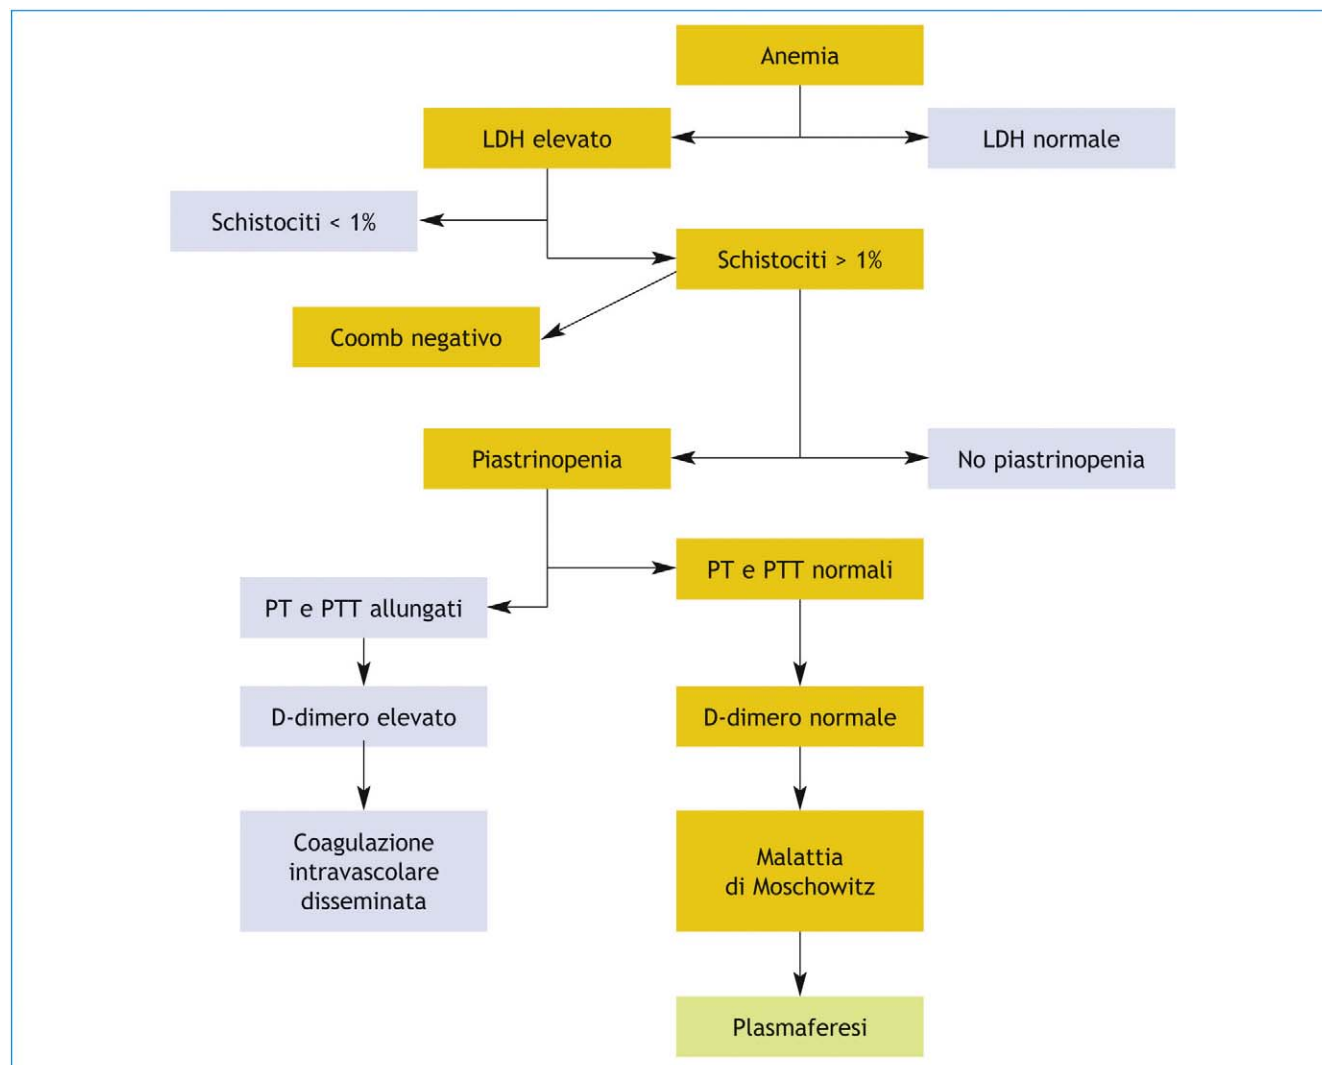 Anemia
LDH elevato
LDH normale
Schistociti < 1%
Schistociti > 1%
Coomb negativo
Piastrinopenia
No piastrinopenia
PT e PTT normali
PT e PTT allungati
D-dimero elevato
D-dimero normale
Coagulazione
intravascolare
disseminata
Malattia
di Moschowitz
Plasmaferesi